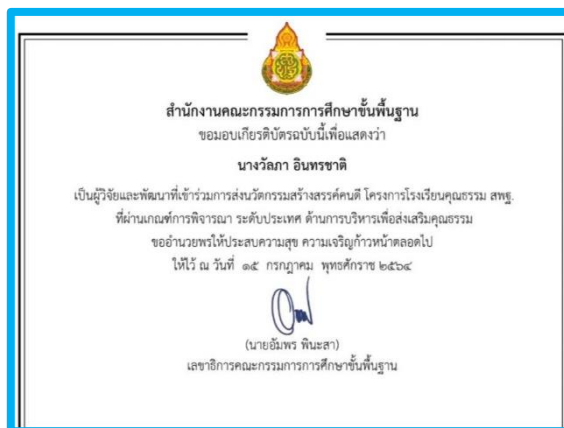 สำนักงานคณะกรรมการการศึกษาขั้นพื้นฐาน
ขอมอบเกียรติบัตรฉบับนี้เพื่อแสดงว่า
นางวัลภา อินทรชาติ
เป็นผู้วิจัยและพัฒนาที่เข้าร่วมการส่งนวัตกรรมสร้างสรรค์คนดี โครงการโรงเรียนคุณธรรม สพฐ.
ที่ผ่านเกณฑ์การพิจารณา ระดับประเทศ ด้านการบริหารเพื่อส่งเสริมคุณธรรม
ขออำนวยพรให้ประสบความสุข ความเจริญก้าวหน้าตลอดไป
ให้ไว้ ณ วันที่ ๑๕ กรกฎาคม พุทธศักราช ๒๕๖๔
(นายอัมพร พินะสา)
เลขาธิการคณะกรรมการการศึกษาขั้นพื้นฐาน